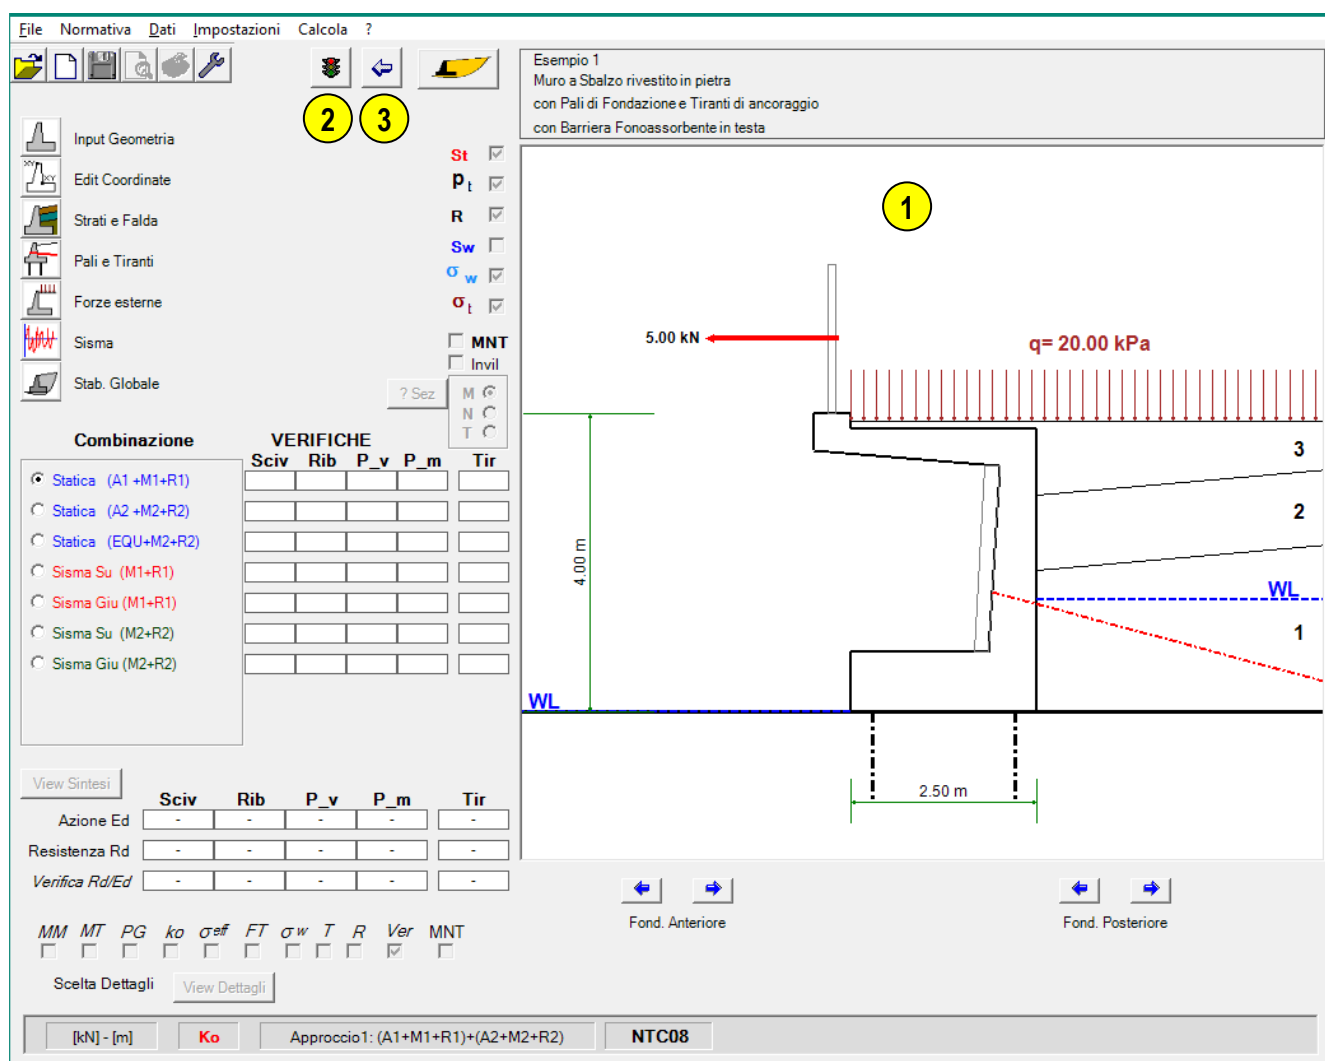 File Normativa Dati Impostazioni Calcola ?
2 3
Esempio 1
Muro a Sbalzo rivestito in pietra
con Pali di Fondazione e Tiranti di ancoraggio
con Barriera Fonoassorbente in testa
Input Geometria
Edit Coordinate
Strati e Falda
Pali e Tiranti
Forze esterne
Sisma
Stab. Globale
St
pt
R
Sw
σw
σt
MNT
Invil
? Sez
M
N
T
Combinazione
VERIFICHE
Sciv Rib P_v P_m Tir
Statica (A1 +M1+R1)
Statica (A2 +M2+R2)
Statica (EQU+M2+R2)
Sisma Su (M1+R1)
Sisma Giu (M1+R1)
Sisma Su (M2+R2)
Sisma Giu (M2+R2)
View Sintesi
Sciv Rib P_v P_m Tir
Azione Ed - - - - -
Resistenza Rd - - - - -
Verifica Rd/Ed - - - - -
MM MT PG ko σeff FT σw T R Ver MNT
Scelta Dettagli View Dettagli
1
5.00 kN
q= 20.00 kPa
3
2
4.00 m
WL
1
WL
2.50 m
Fond. Anteriore Fond. Posteriore
[kN] - [m] Ko Approccio1: (A1+M1+R1)+(A2+M2+R2) NTC08